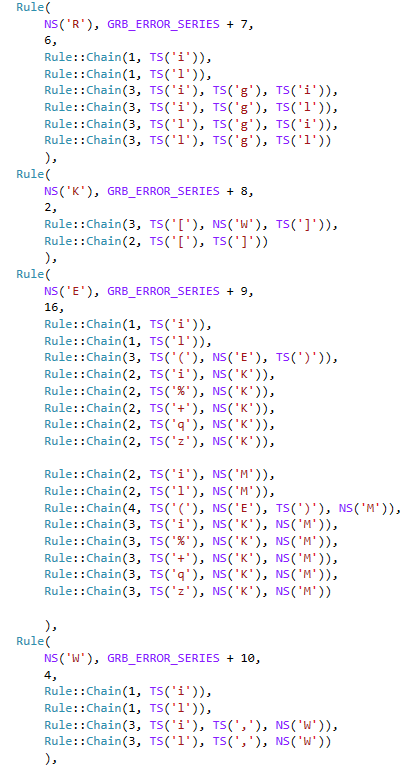 Rule(
NS('R'), GRB_ERROR_SERIES + 7,
6,
Rule::Chain(1, TS('i')),
Rule::Chain(1, TS('l')),
Rule::Chain(3, TS('i'), TS('g'), TS('i')),
Rule::Chain(3, TS('i'), TS('g'), TS('l')),
Rule::Chain(3, TS('l'), TS('g'), TS('i')),
Rule::Chain(3, TS('l'), TS('g'), TS('l'))
),
Rule(
NS('K'), GRB_ERROR_SERIES + 8,
2,
Rule::Chain(3, TS('['), NS('W'), TS(']')),
Rule::Chain(2, TS('['), TS(']'))
),
Rule(
NS('E'), GRB_ERROR_SERIES + 9,
16,
Rule::Chain(1, TS('i')),
Rule::Chain(1, TS('l')),
Rule::Chain(3, TS('('), NS('E'), TS(')')),
Rule::Chain(2, TS('i'), NS('K')),
Rule::Chain(2, TS('%'), NS('K')),
Rule::Chain(2, TS('+'), NS('K')),
Rule::Chain(2, TS('q'), NS('K')),
Rule::Chain(2, TS('z'), NS('K')),
Rule::Chain(2, TS('i'), NS('M')),
Rule::Chain(2, TS('l'), NS('M')),
Rule::Chain(4, TS('('), NS('E'), TS(')'), NS('M')),
Rule::Chain(3, TS('i'), NS('K'), NS('M')),
Rule::Chain(3, TS('%'), NS('K'), NS('M')),
Rule::Chain(3, TS('+'), NS('K'), NS('M')),
Rule::Chain(3, TS('q'), NS('K'), NS('M')),
Rule::Chain(3, TS('z'), NS('K'), NS('M'))
),
Rule(
NS('W'), GRB_ERROR_SERIES + 10,
4,
Rule::Chain(1, TS('i')),
Rule::Chain(1, TS('l')),
Rule::Chain(3, TS('i'), TS(','), NS('W')),
Rule::Chain(3, TS('l'), TS(','), NS('W'))
),